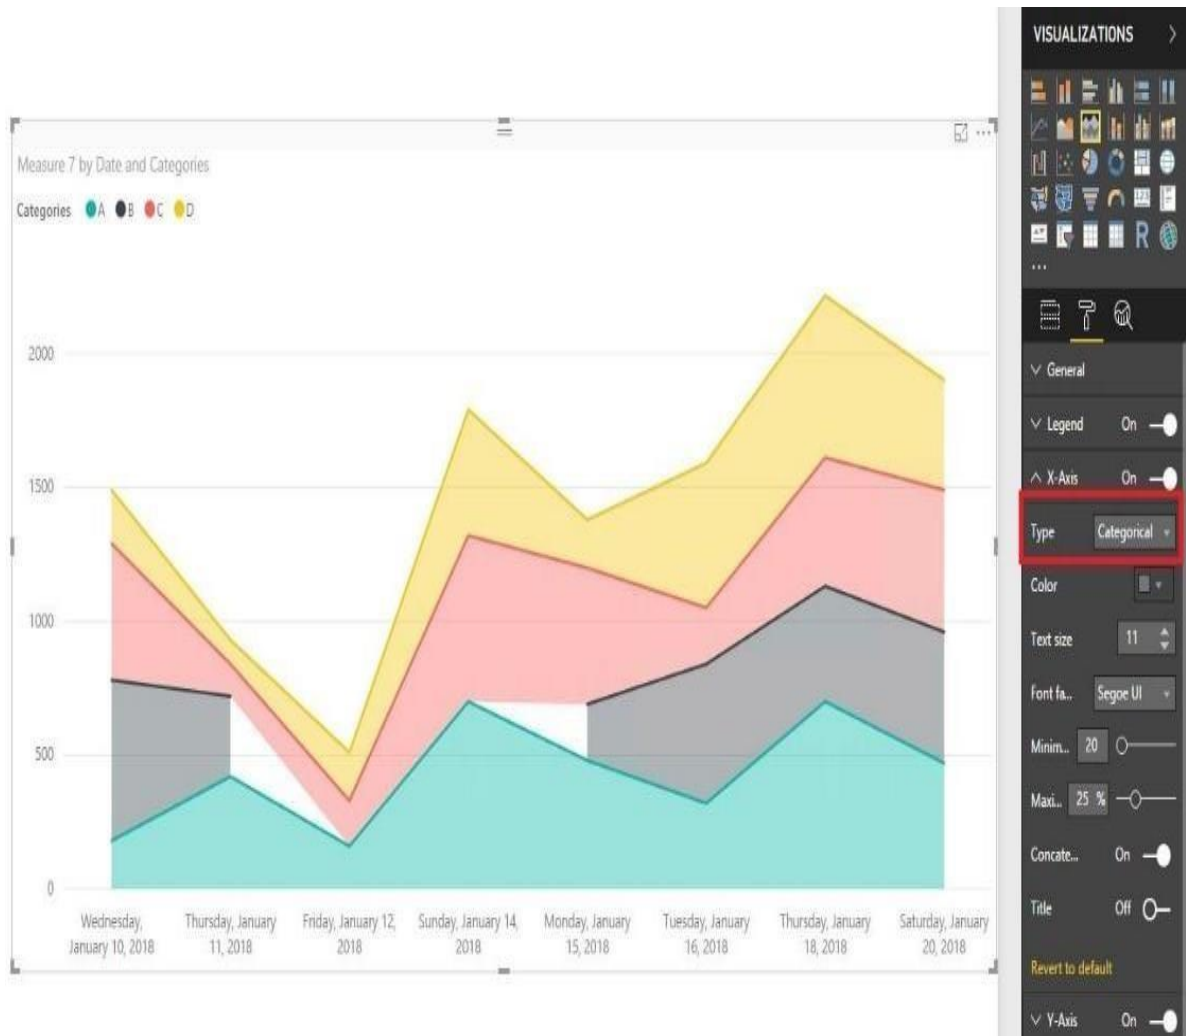 VISUALIZATIONS
Measure 7 by Date and Categories
Categories A B C D
2000
1500
1000
500
0
Wednesday, January 10, 2018
Thursday, January 11, 2018
Friday, January 12, 2018
Sunday, January 14, 2018
Monday, January 15, 2018
Tuesday, January 16, 2018
Thursday, January 18, 2018
Saturday, January 20, 2018
R
General
Legend On
X-Axis On
Type Categorical
Color
Text size 11
Font fa... Segoe UI
Minim... 20
Maxi... 25 %
Concate... On
Title Off
Revert to default
Y-Axis On